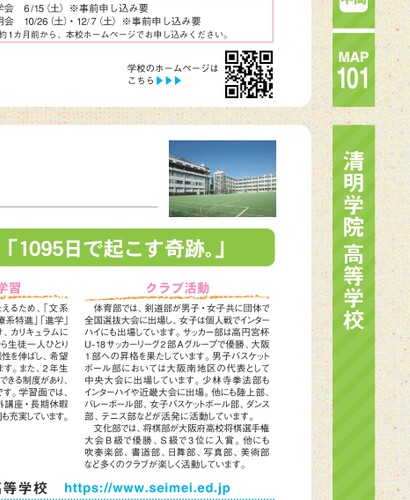 学会 6/15(土) ※事前申し込み要
明会 10/26(土)・12/7(土) ※事前申し込み要
約1カ月前から、本校ホームページでお申し込みください。
学校のホームページは
こちら▶▶▶
MAP
101
清明学院 高等学校
「1095日で起こす奇跡。」
学習
たえるため、「文系
療系特進」「進学」
け、カリキュラムに
ら生徒一人ひとり
別性を伸ばし、希望
ます。また、2年生
できる制度があり、
です。学習面では、
外講座・長期休暇
別も充実しています。
クラブ活動
体育部では、剣道部が男子・女子共に団体で
全国選抜大会に出場し、女子は個人戦でインター
ハイにも出場しています。サッカー部は高円宮杯
U-18サッカーリーグ2部Aグループで優勝、大阪
1部への昇格を果たしています。男子バスケット
ボール部においては大阪南地区の代表として
中央大会に出場しています。少林寺拳法部も
インターハイや近畿大会に出場。他にも陸上部、
バレーボール部、女子バスケットボール部、ダンス
部、テニス部などが活発に活動しています。
文化部では、将棋部が大阪府高校将棋選手権
大会B級で優勝、S級で3位に入賞。他にも
吹奏楽部、書道部、日舞部、写真部、美術部
など多くのクラブが楽しく活動しています。
高等学校 https://www.seimei.ed.jp